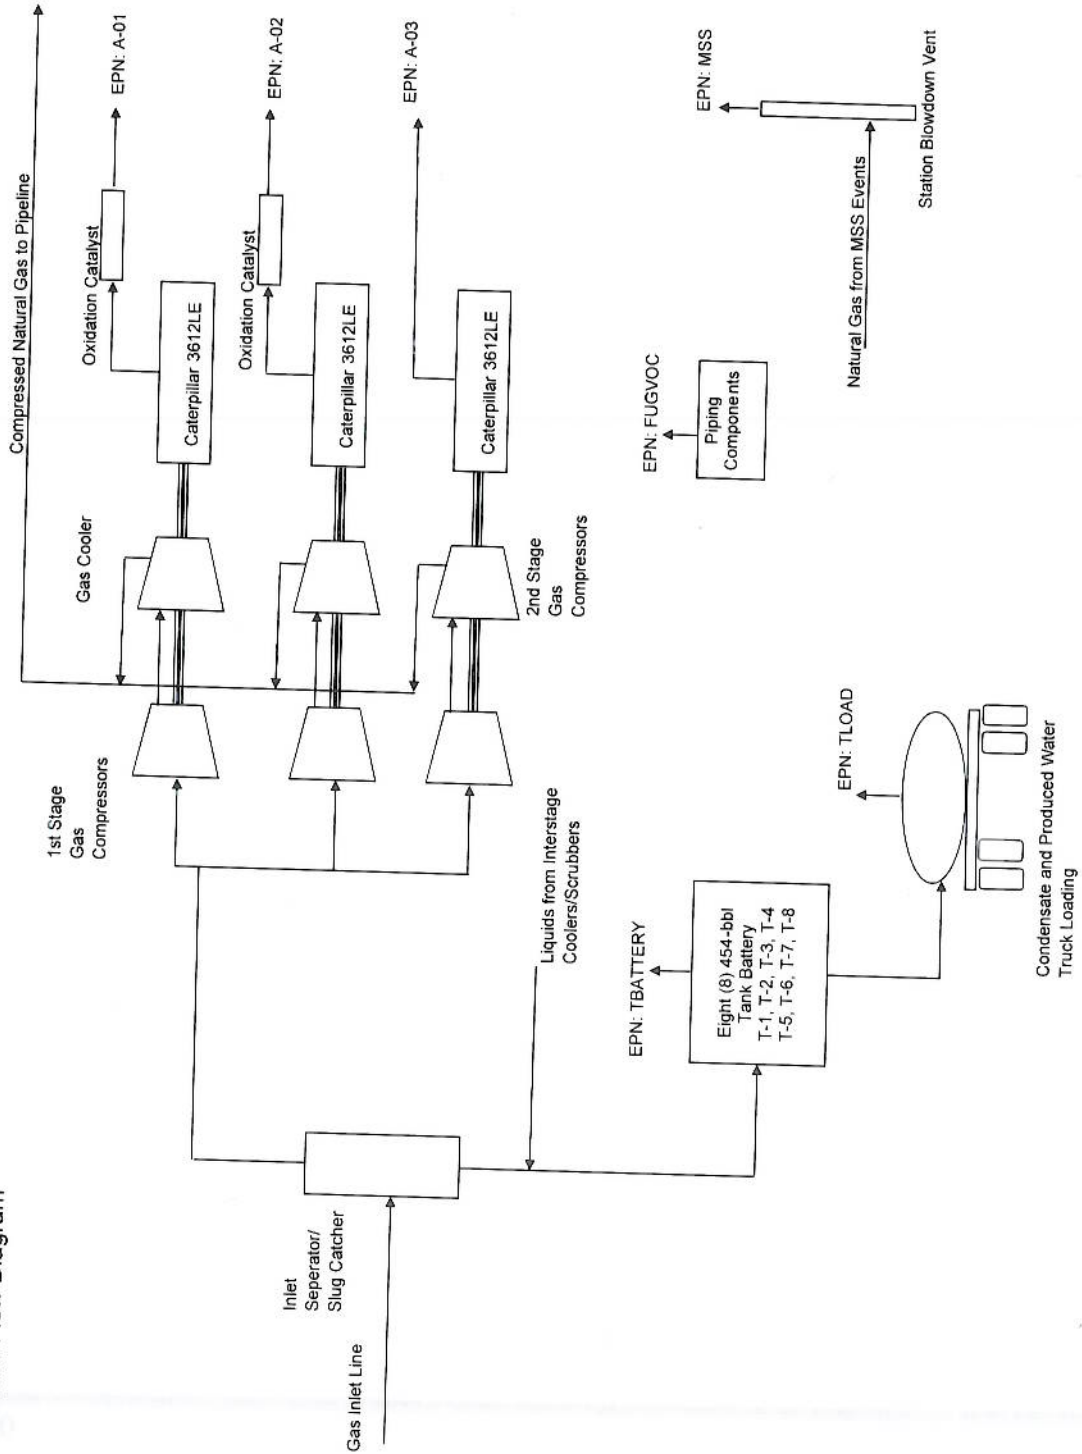 Flow Diagram
Compressed Natural Gas to Pipeline
EPN: A-01
EPN: A-02
EPN: A-03
Oxidation Catalyst
Oxidation Catalyst
Caterpillar 3612LE
Caterpillar 3612LE
Caterpillar 3612LE
Gas Cooler
1st Stage
Gas
Compressors
2nd Stage
Gas
Compressors
Gas Inlet Line
Inlet
Seperator/
Slug Catcher
Liquids from Interstage
Coolers/Scrubbers
EPN: TBATTERY
Eight (8) 454-bbl
Tank Battery
T-1, T-2, T-3, T-4
T-5, T-6, T-7, T-8
EPN: TLOAD
Condensate and Produced Water
Truck Loading
EPN: FUGVOC
Piping
Components
EPN: MSS
Natural Gas from MSS Events
Station Blowdown Vent